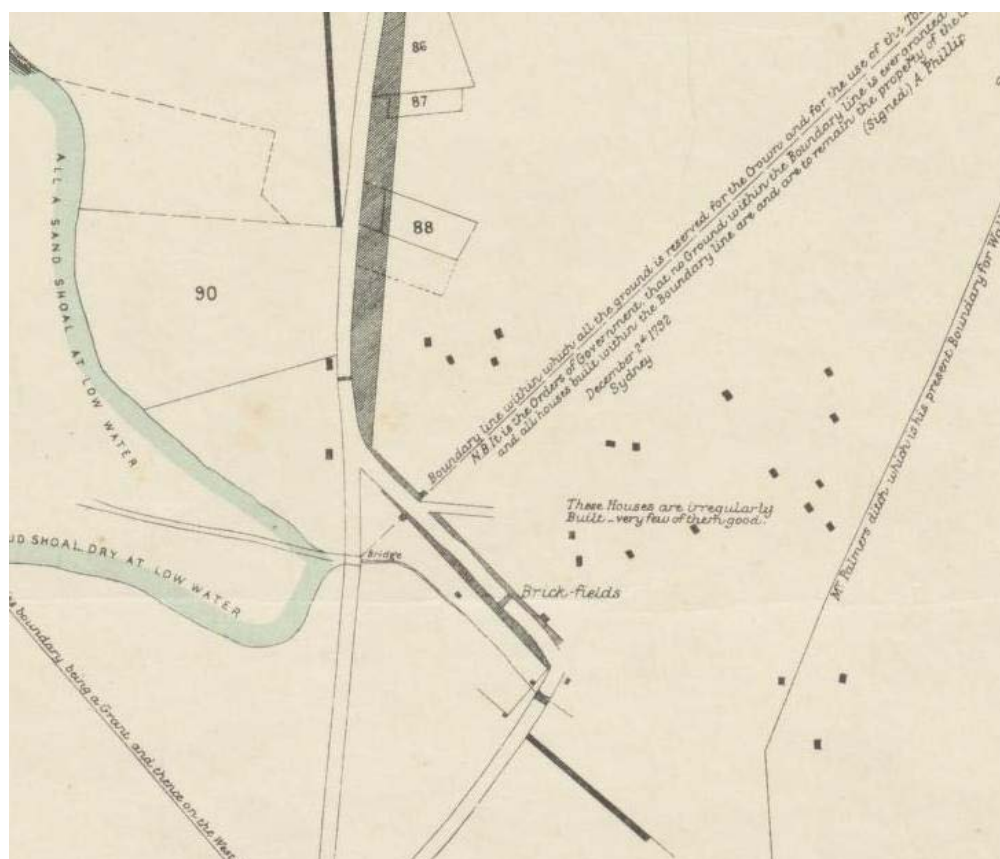 86
87
88
90
ALL A SAND SHOAL AT LOW WATER
Boundary line within which all the ground is reserved for the Crown and for the use of the
N.B. It is the Orders of Government, that no Ground within the Boundary line is ever granted
and all houses built within the Boundary line are and are to remain the property of the
(Signed) A. Phillip
December 2d 1792
Sydney
These Houses are irregularly
Built - very few of them good.
Mr Palmers ditch which is his present Boundary for
SHOAL DRY AT LOW WATER
Bridge
Brick-fields
boundary being a Grave and thence on the West